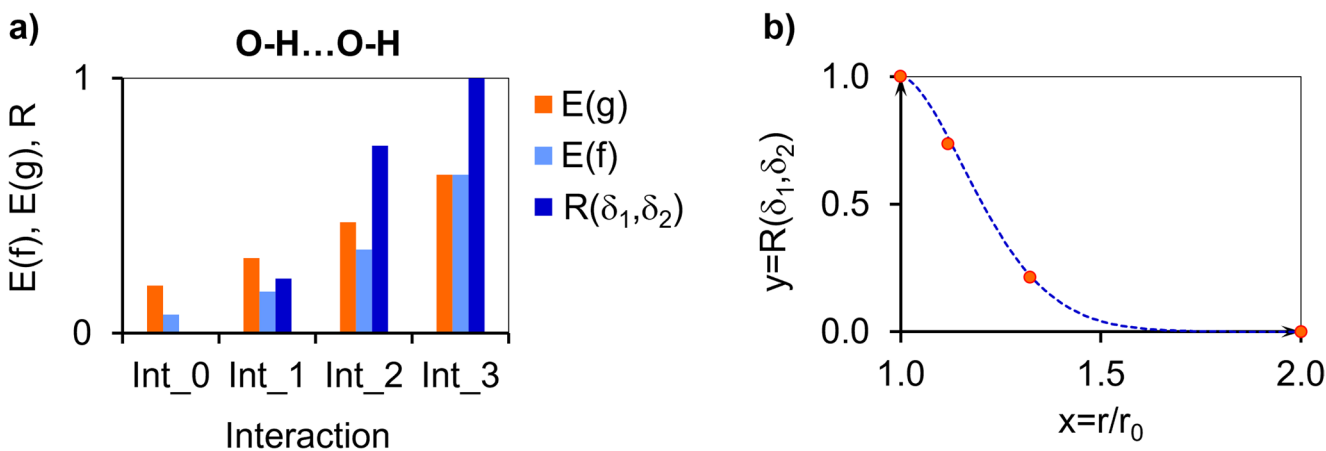 a)
O-H…O-H
E(f), E(g), R
1
0
Int_0 Int_1 Int_2 Int_3
Interaction
E(g)
E(f)
R(δ₁,δ₂)
b)
y=R(δ₁,δ₂)
1.0
0.5
0.0
1.0 1.5 2.0
x=r/r₀